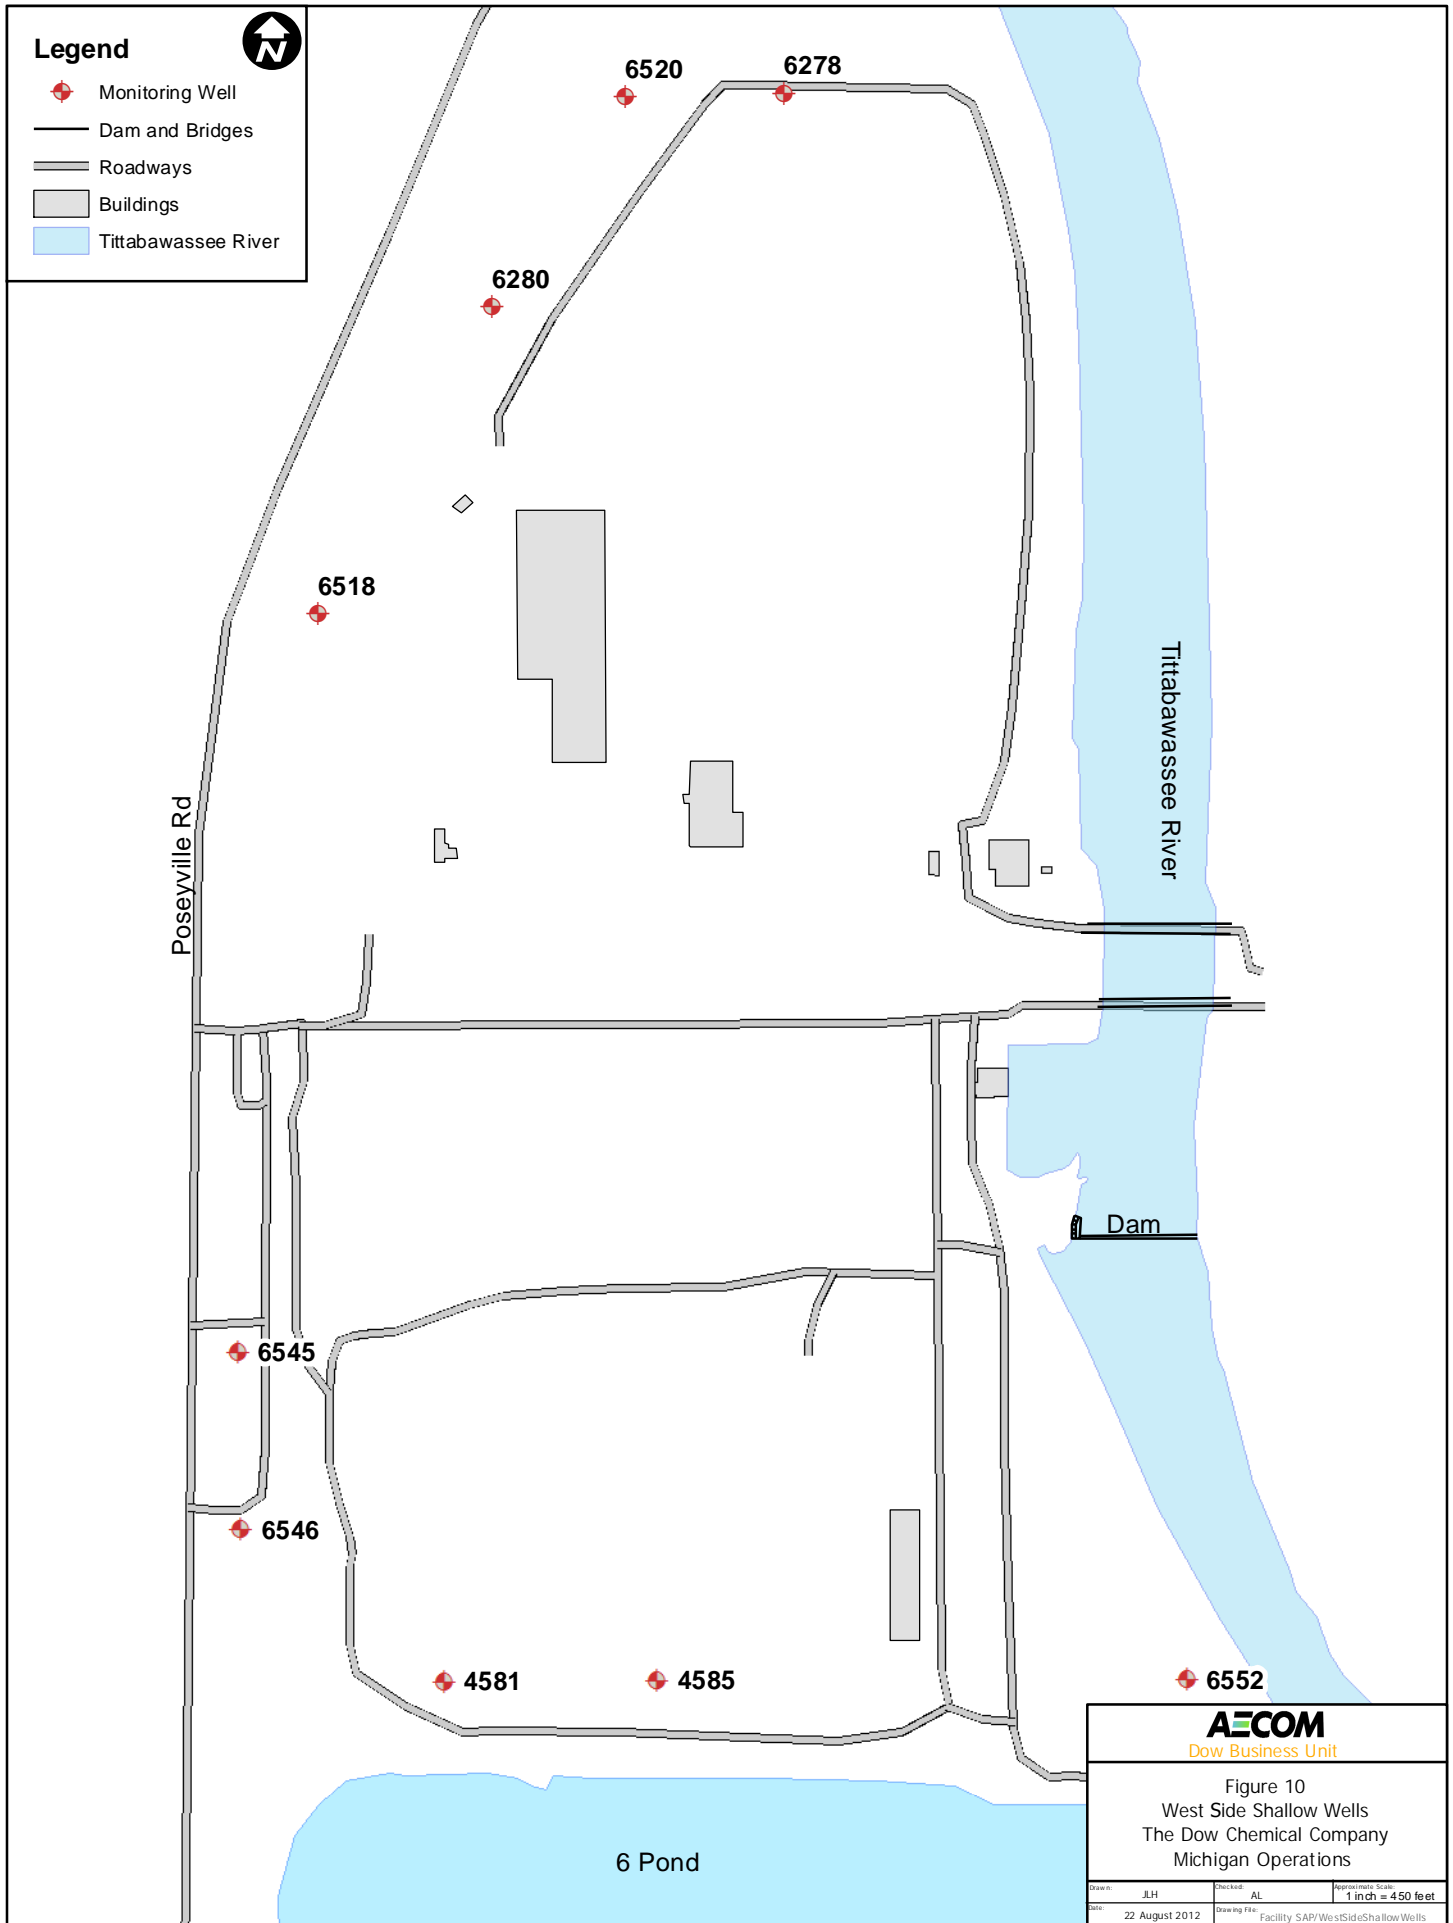 Legend
N
Monitoring Well
Dam and Bridges
Roadways
Buildings
Tittabawassee River
6520
6278
6280
6518
Tittabawassee River
Poseyville Rd
Dam
6545
6546
4581
4585
6552
6 Pond
AECOM
Dow Business Unit
Figure 10
West Side Shallow Wells
The Dow Chemical Company
Michigan Operations
Drawn: JLH
Checked: AL
Approximate Scale: 1 inch = 450 feet
Date: 22 August 2012
Drawing File: Facility SAP/WestSideShallowWells